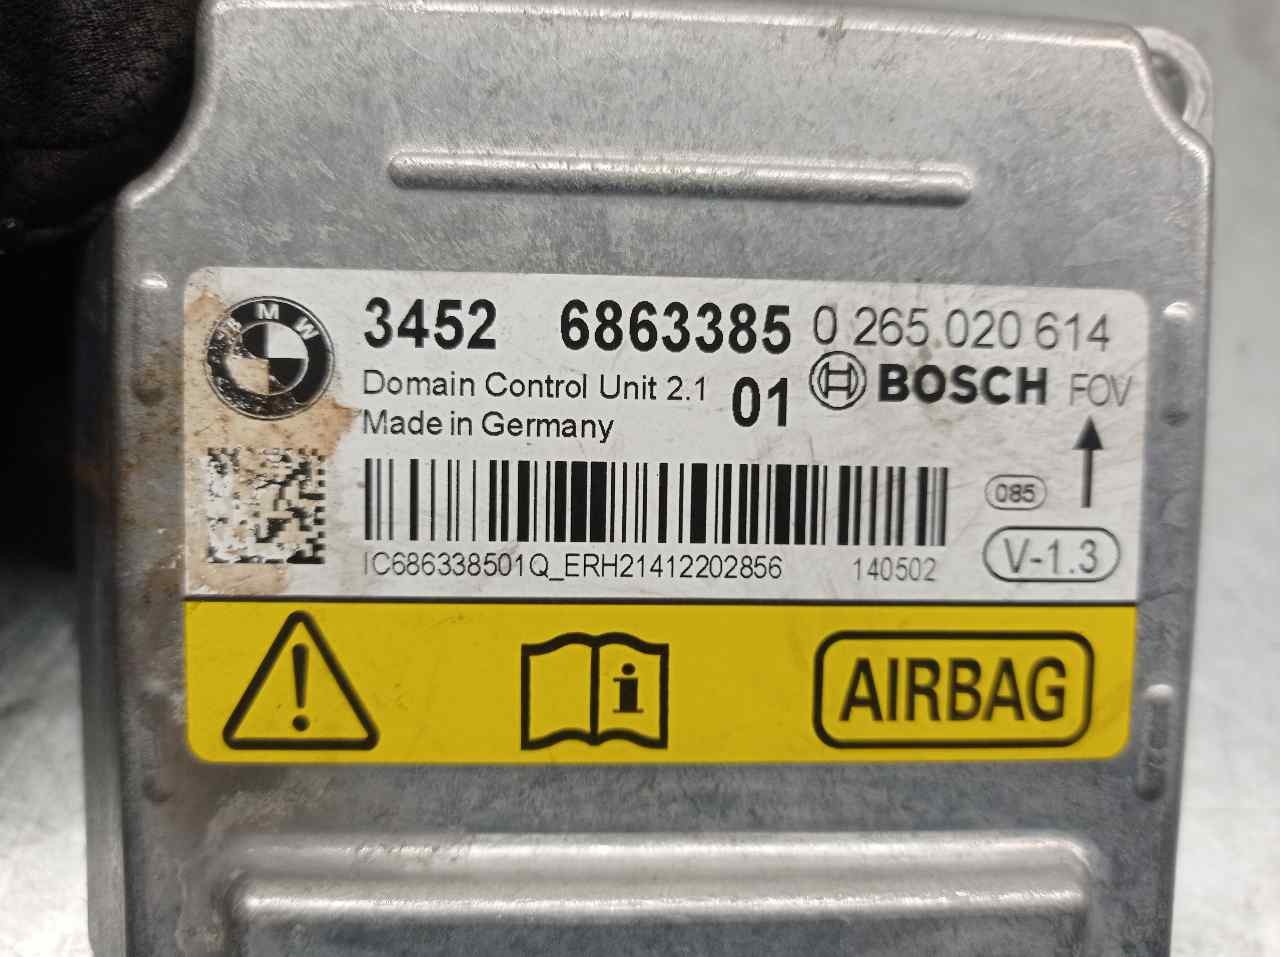 BMW
3452 6863385 0 265 020 614
Domain Control Unit 2.1 01 BOSCH FOV
Made in Germany
085
IC686338501Q_ERH21412202856 140502 V-1.3
i AIRBAG